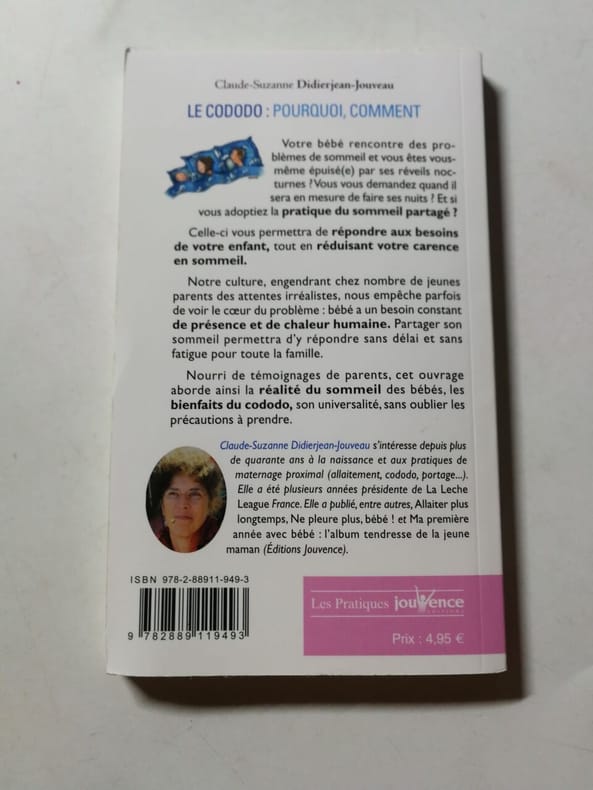 Claude-Suzanne Didierjean-Jouveau
LE CODODO : POURQUOI, COMMENT
Votre bébé rencontre des pro-
blèmes de sommeil et vous êtes vous-
même épuisé(e) par ses réveils noc-
turnes ? Vous vous demandez quand il
sera en mesure de faire ses nuits ? Et si
vous adoptiez la pratique du sommeil partagé ?
Celle-ci vous permettra de répondre aux besoins
de votre enfant, tout en réduisant votre carence
en sommeil.
Notre culture, engendrant chez nombre de jeunes
parents des attentes irréalistes, nous empêche parfois
de voir le cœur du problème : bébé a un besoin constant
de présence et de chaleur humaine. Partager son
sommeil permettra d'y répondre sans délai et sans
fatigue pour toute la famille.
Nourri de témoignages de parents, cet ouvrage
aborde ainsi la réalité du sommeil des bébés, les
bienfaits du cododo, son universalité, sans oublier les
précautions à prendre.
Claude-Suzanne Didierjean-Jouveau s'intéresse depuis plus
de quarante ans à la naissance et aux pratiques de
maternage proximal (allaitement, cododo, portage...).
Elle a été plusieurs années présidente de La Leche
League France. Elle a publié, entre autres, Allaiter plus
longtemps, Ne pleure plus, bébé ! et Ma première
année avec bébé : l'album tendresse de la jeune
maman (Éditions Jouvence).
ISBN 978-2-88911-949-3
9 782889 119493
Les Pratiques jouvence
EDITIONS
Prix : 4,95 €